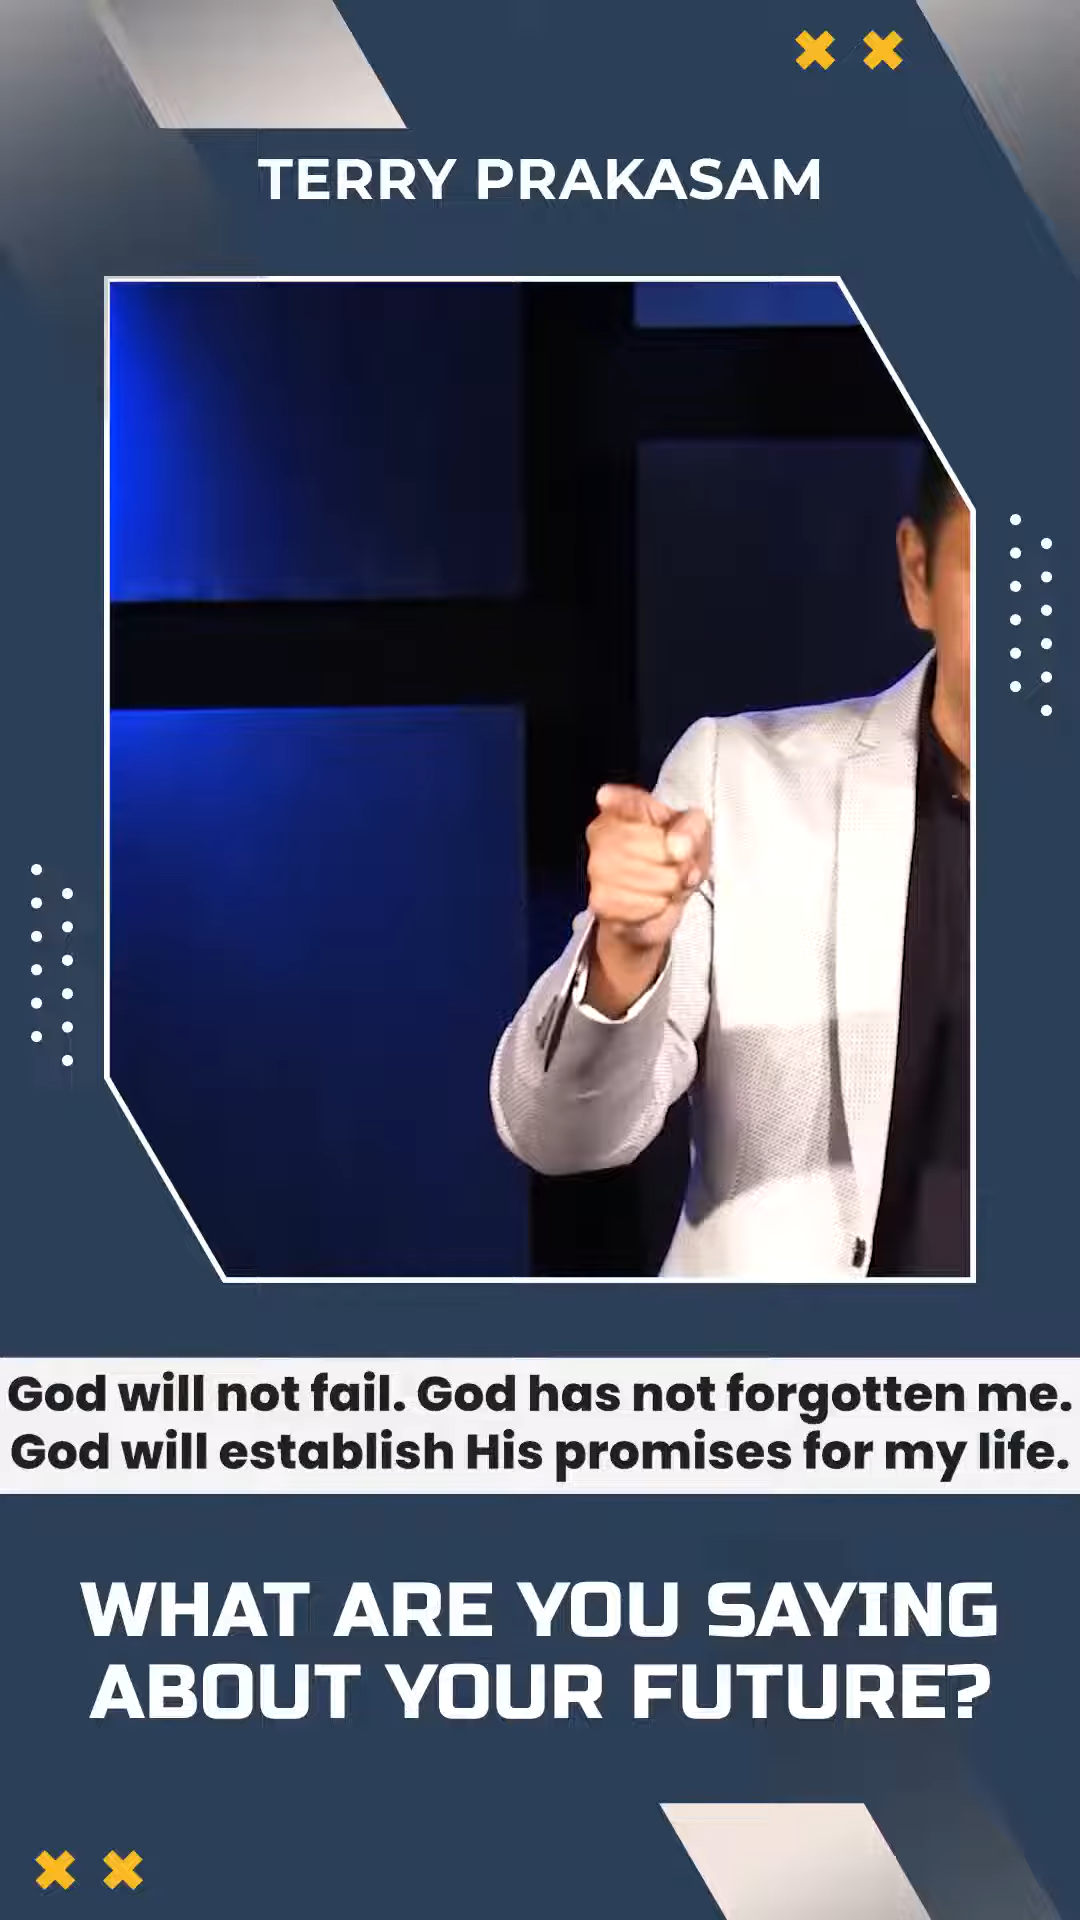 TERRY PRAKASAM
God will not fail. God has not forgotten me.
God will establish His promises for my life.
WHAT ARE YOU SAYING
ABOUT YOUR FUTURE?